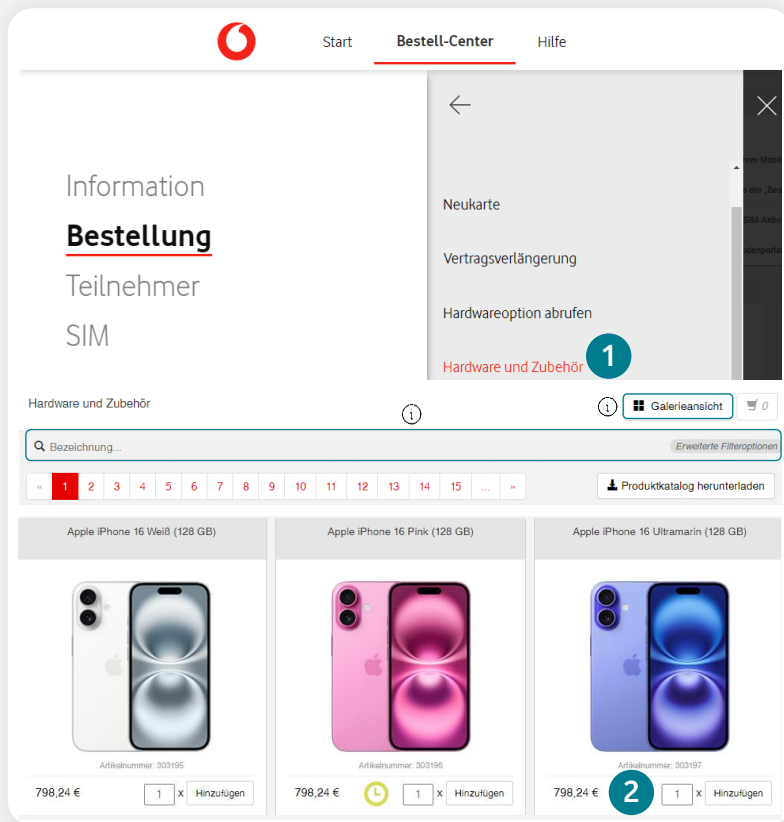 Start Bestell-Center Hilfe
Information
Bestellung
Teilnehmer
SIM
Neukarte
Vertragsverlängerung
Hardwareoption abrufen
Hardware und Zubehör 1
Hardware und Zubehör i i Galerieansicht 0
Bezeichnung... Erweiterte Filteroptionen
« 1 2 3 4 5 6 7 8 9 10 11 12 13 14 15 ... » Produktkatalog herunterladen
Apple iPhone 16 Weiß (128 GB) Apple iPhone 16 Pink (128 GB) Apple iPhone 16 Ultramarin (128 GB)
Artikelnummer: 303195 Artikelnummer: 303196 Artikelnummer: 303197
798,24 € 1 X Hinzufügen 798,24 € 1 X Hinzufügen 798,24 € 2 1 X Hinzufügen